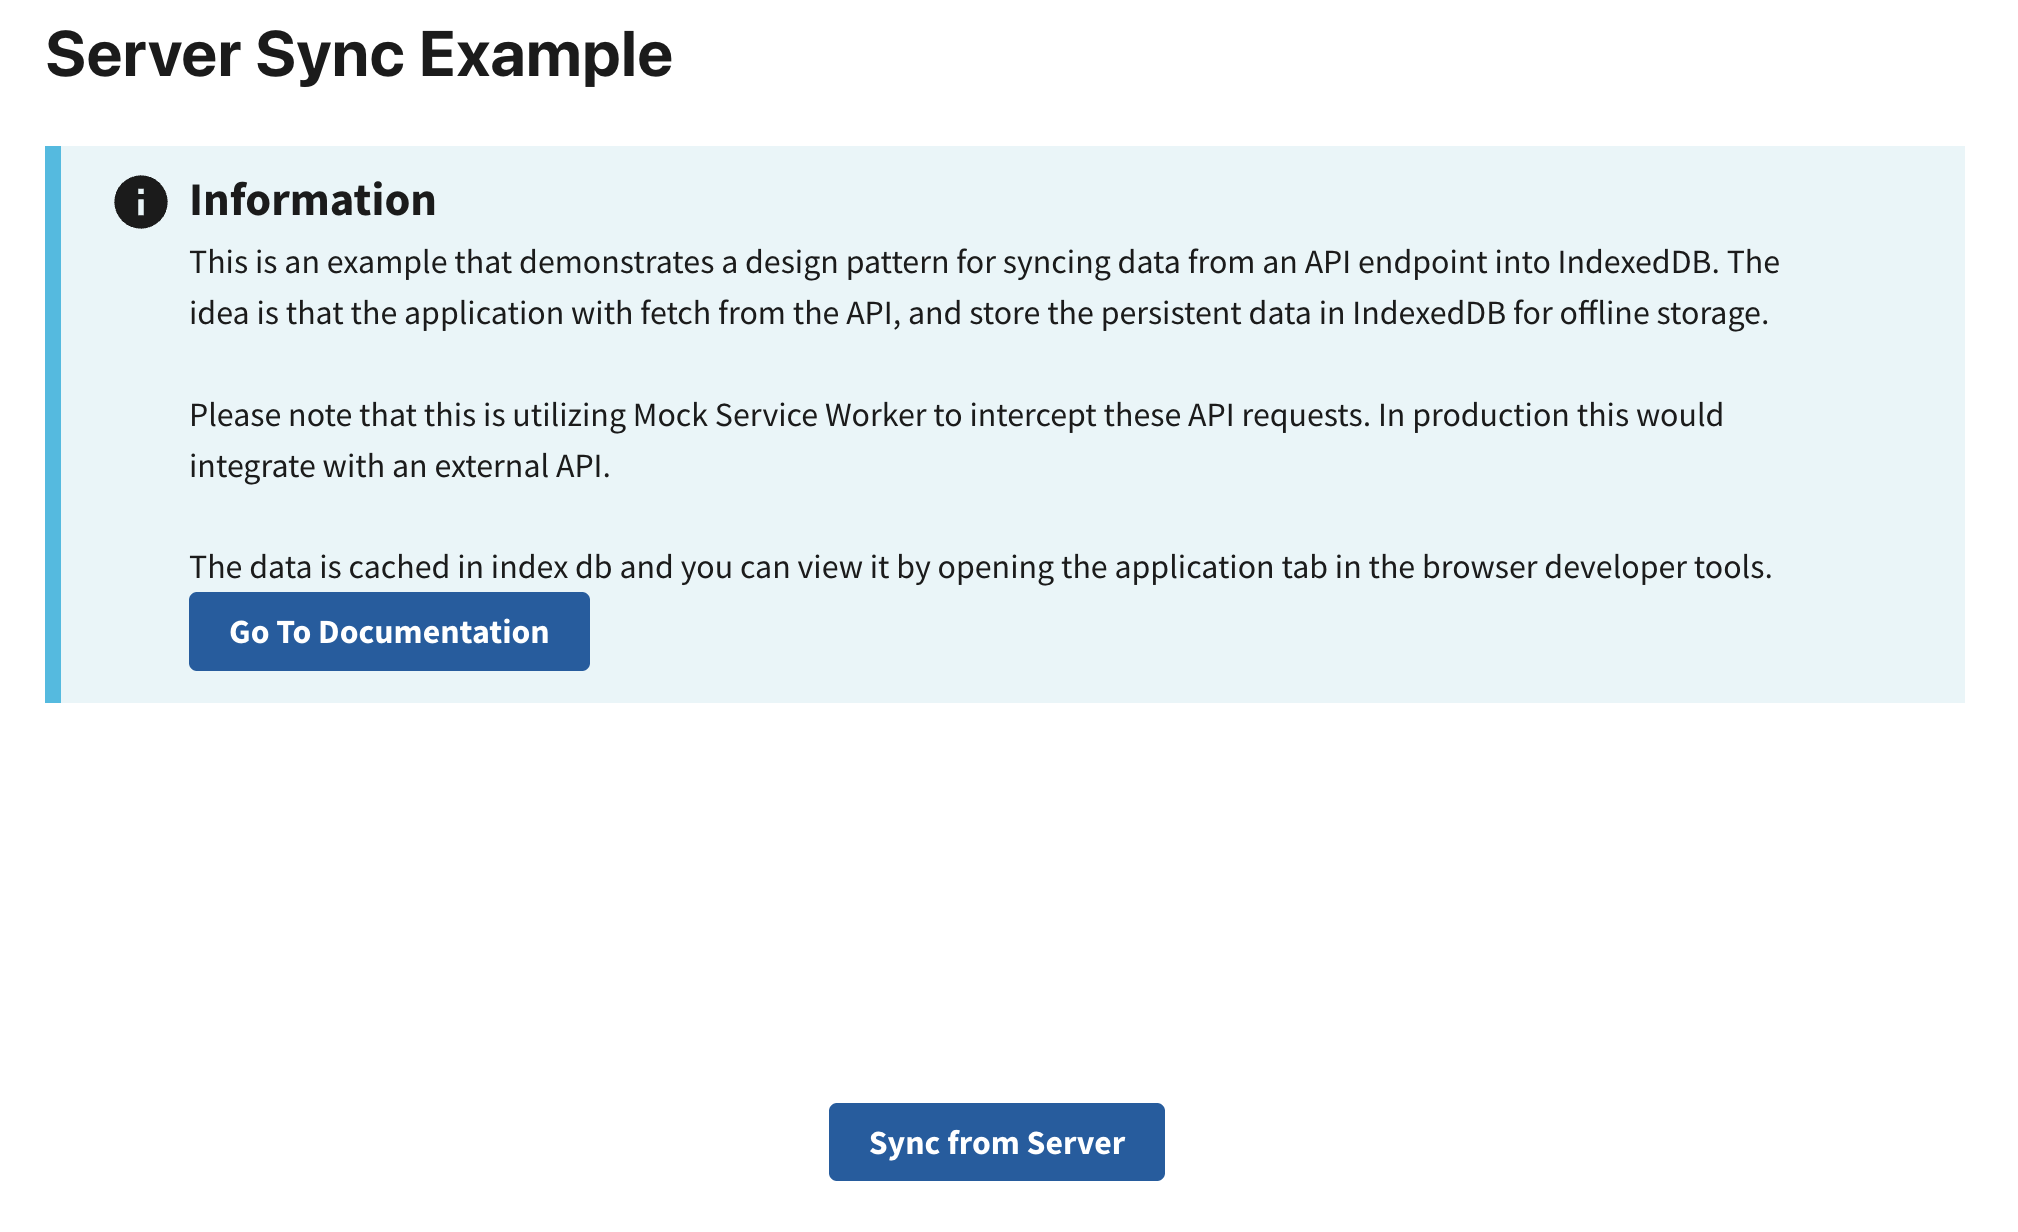 Server Sync Example
Information
This is an example that demonstrates a design pattern for syncing data from an API endpoint into IndexedDB. The
idea is that the application with fetch from the API, and store the persistent data in IndexedDB for offline storage.
Please note that this is utilizing Mock Service Worker to intercept these API requests. In production this would
integrate with an external API.
The data is cached in index db and you can view it by opening the application tab in the browser developer tools.
Go To Documentation
Sync from Server